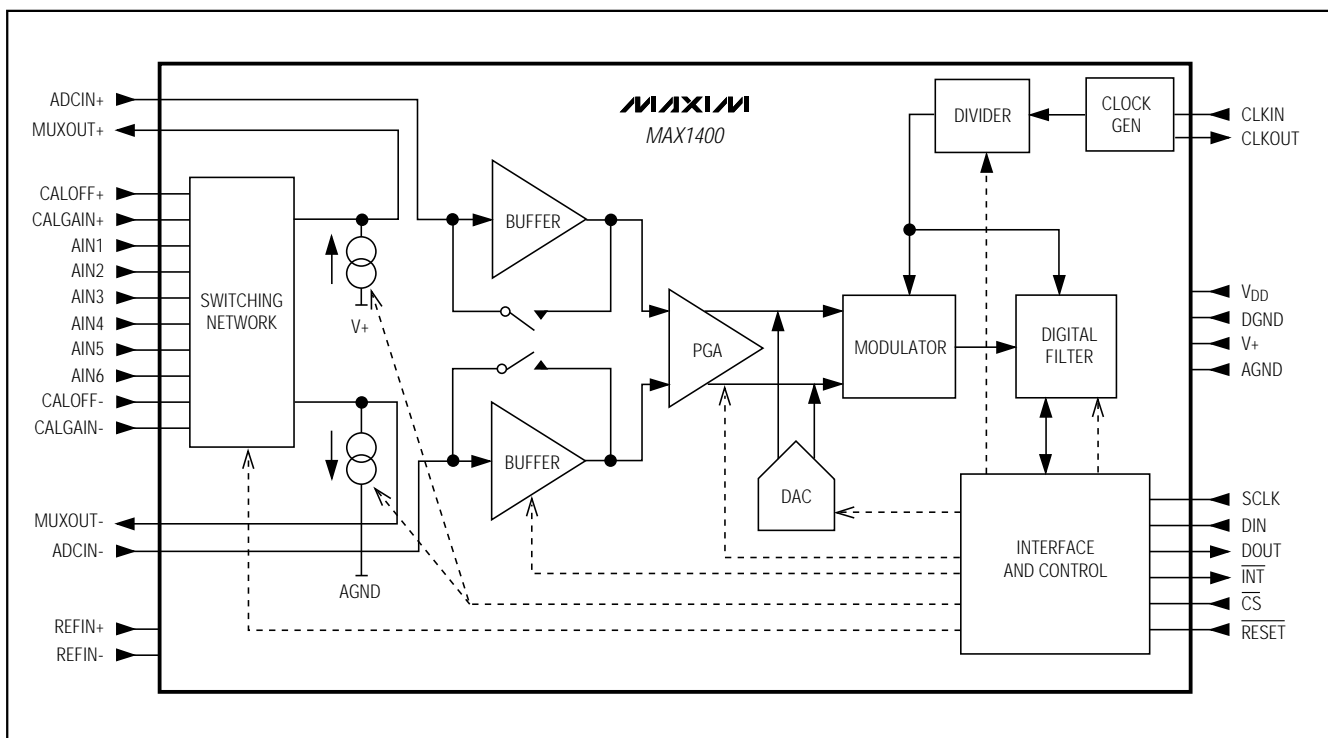 MAXIM
MAX1400
ADCIN+
MUXOUT+
CALOFF+
CALGAIN+
AIN1
AIN2
AIN3
AIN4
AIN5
AIN6
CALOFF-
CALGAIN-
MUXOUT-
ADCIN-
REFIN+
REFIN-
SWITCHING
NETWORK
V+
AGND
BUFFER
BUFFER
PGA
DAC
MODULATOR
DIVIDER
CLOCK
GEN
DIGITAL
FILTER
INTERFACE
AND CONTROL
CLKIN
CLKOUT
VDD
DGND
V+
AGND
SCLK
DIN
DOUT
INT
CS
RESET